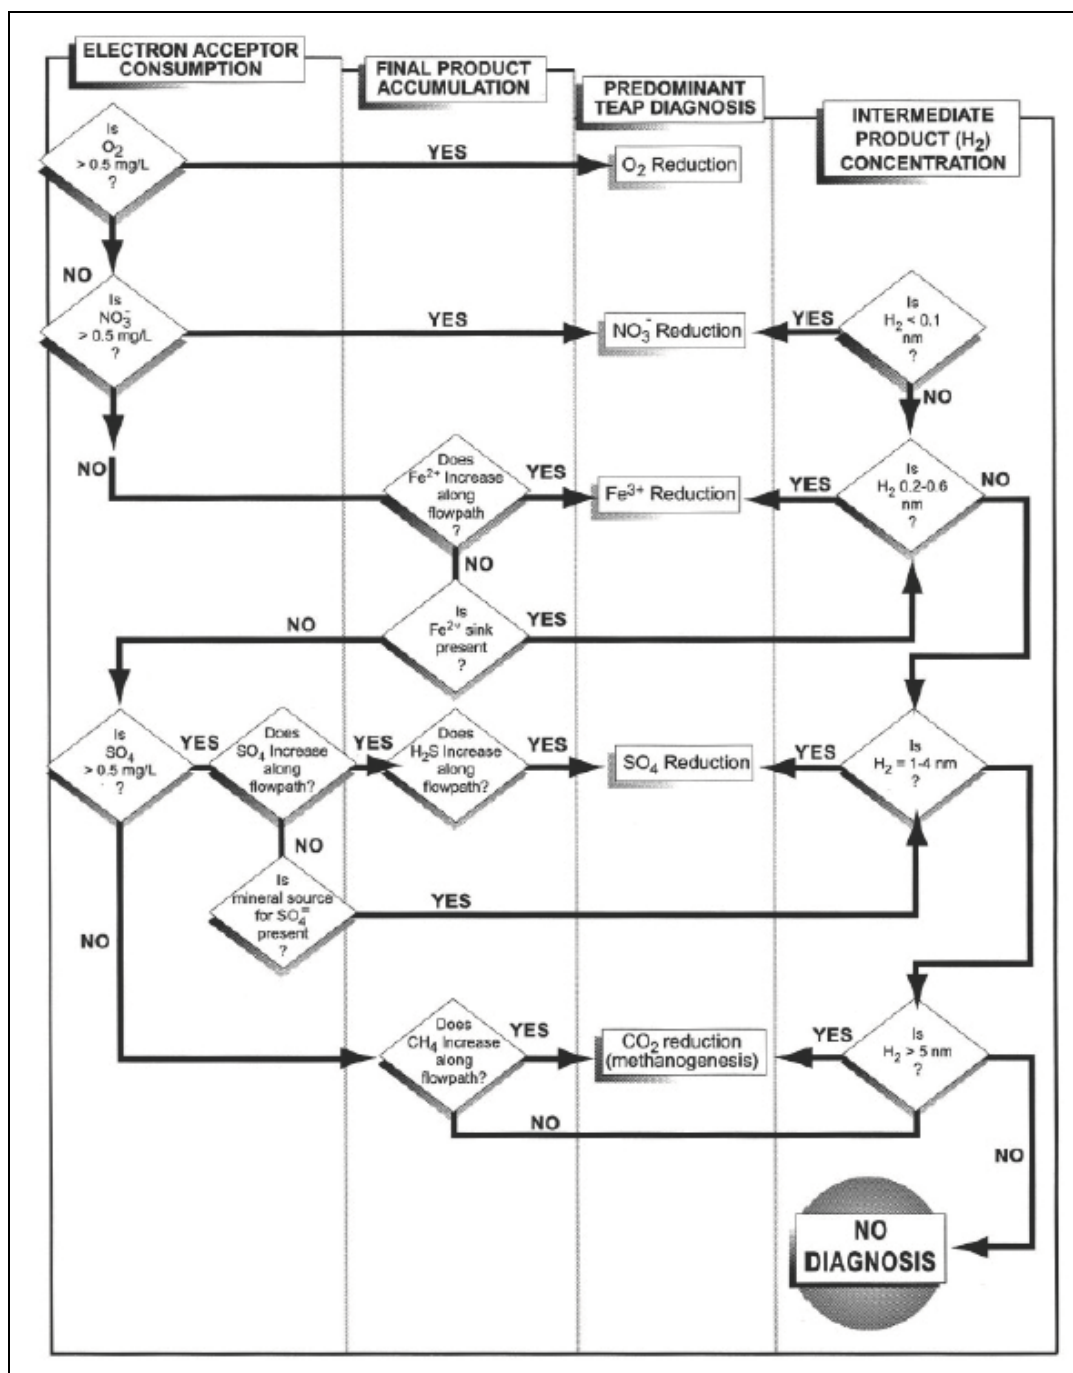 ELECTRON ACCEPTOR
CONSUMPTION
FINAL PRODUCT
ACCUMULATION
PREDOMINANT
TEAP DIAGNOSIS
INTERMEDIATE
PRODUCT (H₂)
CONCENTRATION
Is
O₂
> 0.5 mg/L
?
YES
O₂ Reduction
NO
Is
NO₃⁻
> 0.5 mg/L
?
YES
NO₃⁻ Reduction
YES
Is
H₂ < 0.1
nm
?
NO
NO
Does
Fe²⁺ Increase
along
flowpath
?
YES
Fe³⁺ Reduction
YES
Is
H₂ 0.2-0.6
nm
?
NO
NO
Is
Fe²⁺ sink
present
?
YES
NO
Is
SO₄
> 0.5 mg/L
?
YES
Does
SO₄ Increase
along
flowpath?
YES
Does
H₂S Increase
along
flowpath?
YES
SO₄ Reduction
YES
Is
H₂ = 1-4 nm
?
NO
Is
mineral source
for SO₄⁼
present
?
YES
NO
Does
CH₄ Increase
along
flowpath?
YES
CO₂ reduction
(methanogenesis)
YES
Is
H₂ > 5 nm
?
NO
NO
NO
DIAGNOSIS